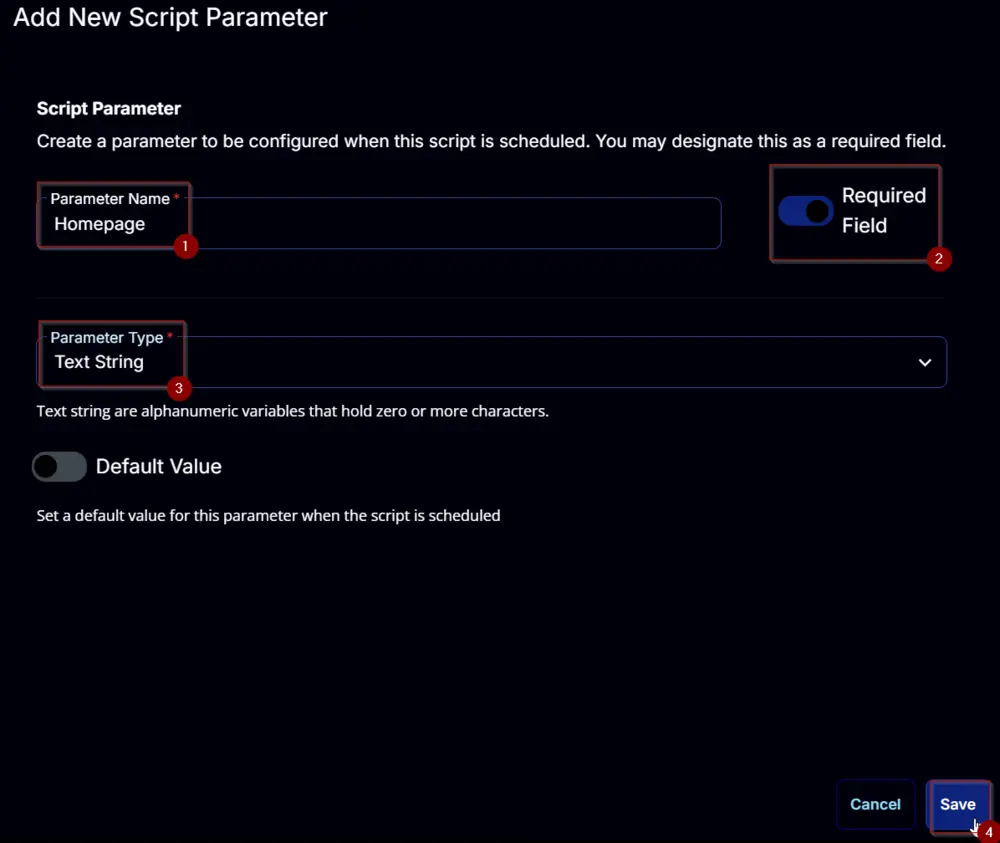 Add New Script Parameter
Script Parameter
Create a parameter to be configured when this script is scheduled. You may designate this as a required field.
Parameter Name *
Homepage
1
Required
Field
2
Parameter Type *
Text String
3
Text string are alphanumeric variables that hold zero or more characters.
Default Value
Set a default value for this parameter when the script is scheduled
Cancel
Save
4